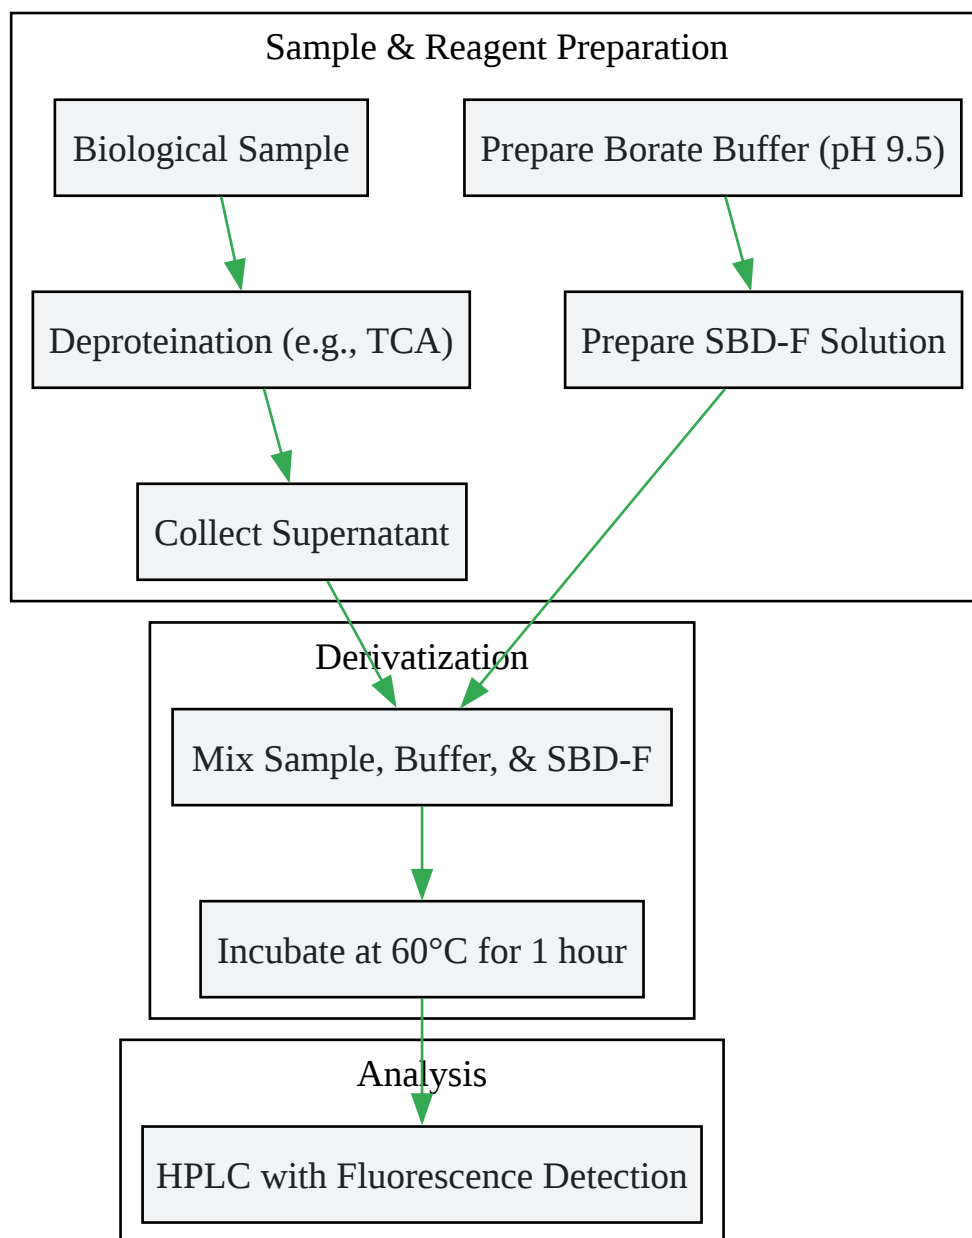 Sample & Reagent Preparation
Biological Sample
Prepare Borate Buffer (pH 9.5)
Deproteination (e.g., TCA)
Prepare SBD-F Solution
Collect Supernatant
Derivatization
Mix Sample, Buffer, & SBD-F
Incubate at 60°C for 1 hour
Analysis
HPLC with Fluorescence Detection